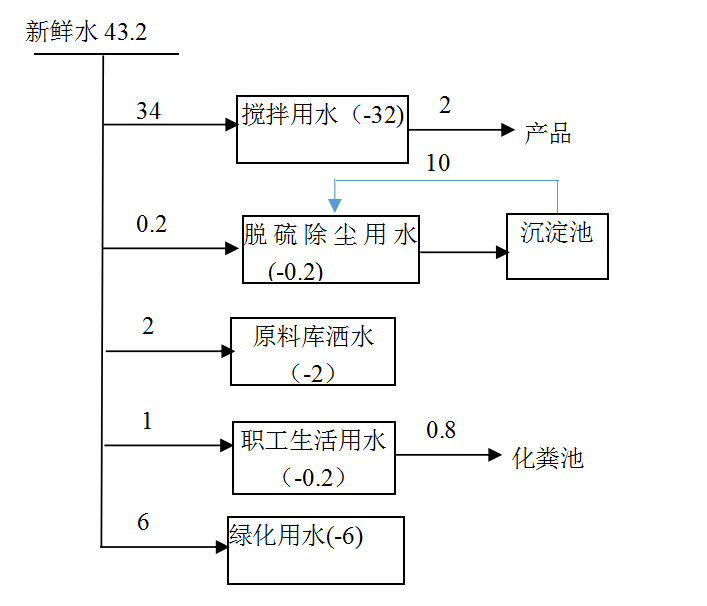 新鲜水 43.2
34
搅拌用水（-32)
2
产品
10
0.2
脱硫除尘用水
(-0.2)
沉淀池
2
原料库洒水
（-2）
1
职工生活用水
（-0.2）
0.8
化粪池
6
绿化用水(-6)